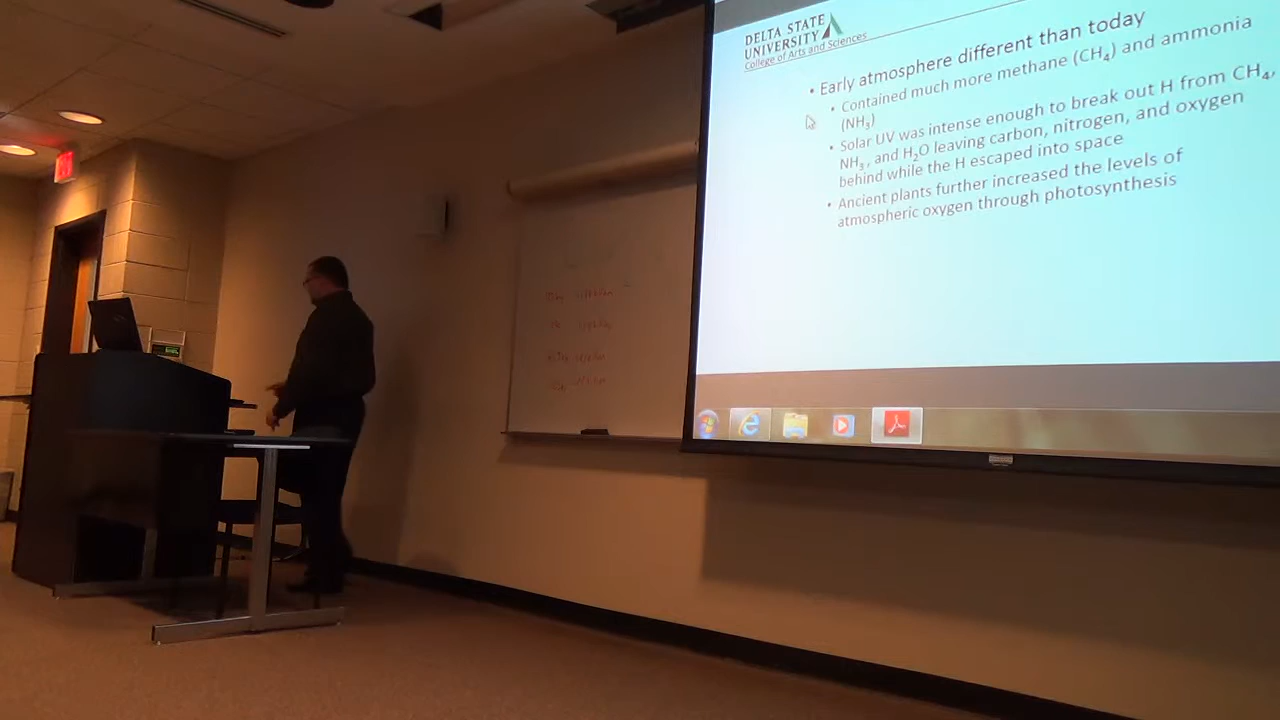 DELTA STATE
UNIVERSITY
College of Arts and Sciences
• Early atmosphere different than today
• Contained much more methane (CH₄) and ammonia
(NH₃)
• Solar UV was intense enough to break out H from CH₄,
NH₃, and H₂O leaving carbon, nitrogen, and oxygen
behind while the H escaped into space
• Ancient plants further increased the levels of
atmospheric oxygen through photosynthesis